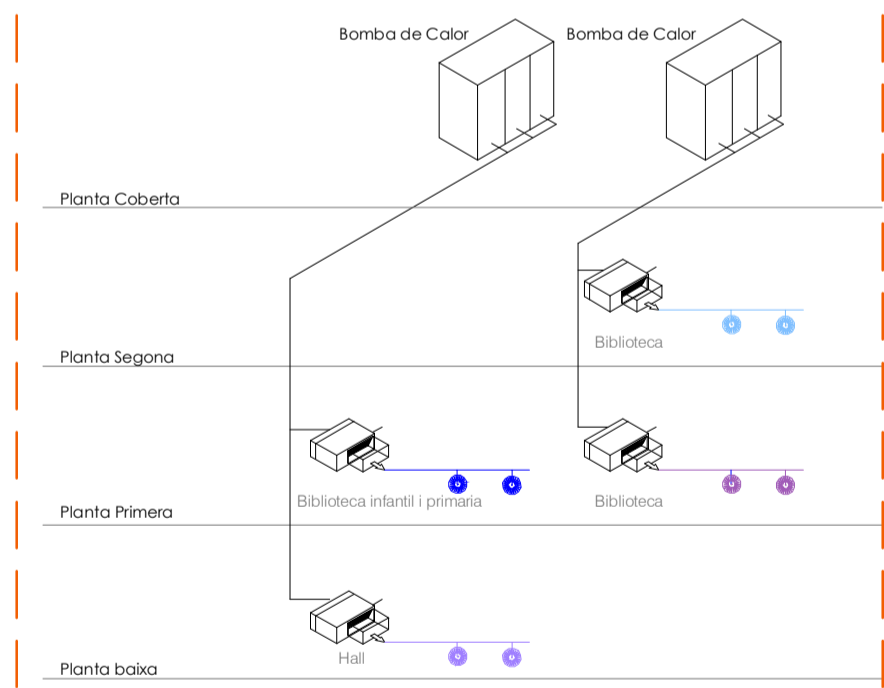 Bomba de Calor
Bomba de Calor
Planta Coberta
Biblioteca
Planta Segona
Biblioteca infantil i primaria
Biblioteca
Planta Primera
Hall
Planta baixa